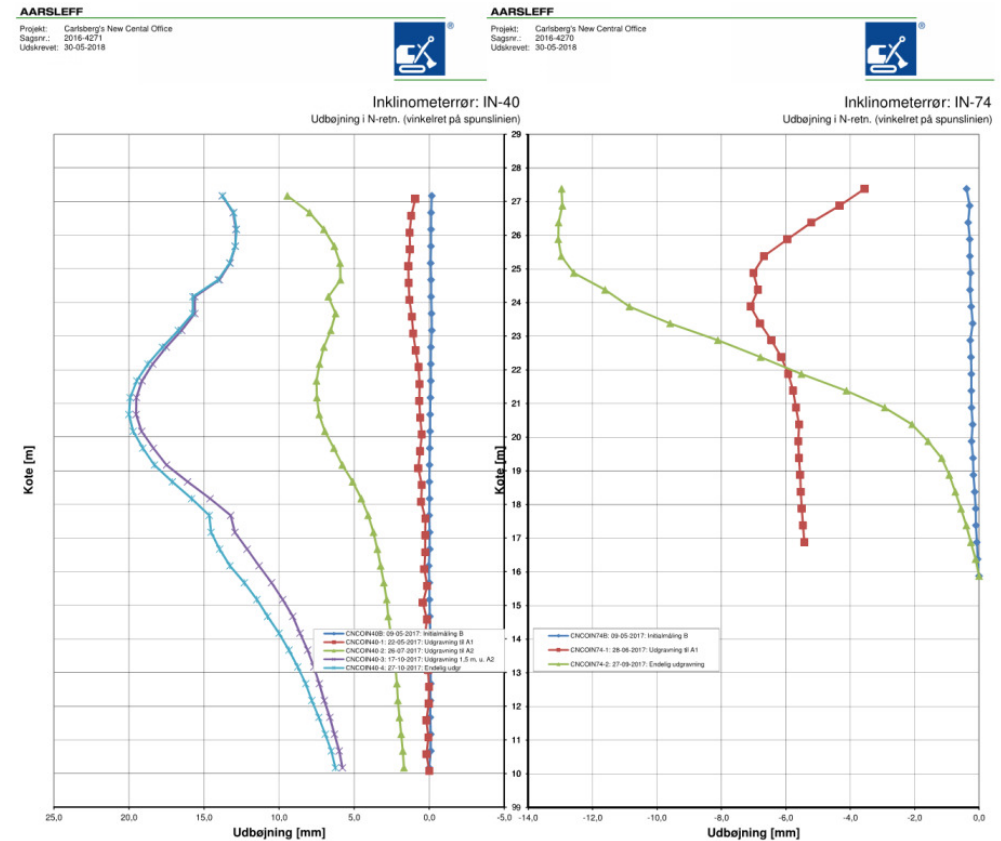 AARSLEFF
Projekt: Carlsberg's New Cental Office
Sagsnr.: 2016-4271
Udskrevet: 30-05-2018
®
Inklinometerrør: IN-40
Udbøjning i N-retn. (vinkelret på spunslinien)
Kote [m]
29
28
27
26
25
24
23
22
21
20
19
18
17
16
15
14
13
12
11
10
CNCOIN40B: 09-05-2017: Initialmåling B
CNCOIN40-1: 22-05-2017: Udgravning til A1
CNCOIN40-2: 26-07-2017: Udgravning til A2
CNCOIN40-3: 17-10-2017: Udgravning 1,5 m. u. A2
CNCOIN40-4: 27-10-2017: Endelig udgr
25,0 20,0 15,0 10,0 5,0 0,0 -5,0
Udbøjning [mm]
AARSLEFF
Projekt: Carlsberg's New Central Office
Sagsnr.: 2016-4270
Udskrevet: 30-05-2018
®
Inklinometerrør: IN-74
Udbøjning i N-retn. (vinkelret på spunslinien)
Kote [m]
CNCOIN74B: 09-05-2017: Initialmåling B
CNCOIN74-1: 28-06-2017: Udgravning til A1
CNCOIN74-2: 27-09-2017: Endelig udgravning
99
-14,0 -12,0 -10,0 -8,0 -6,0 -4,0 -2,0 0,0
Udbøjning [mm]